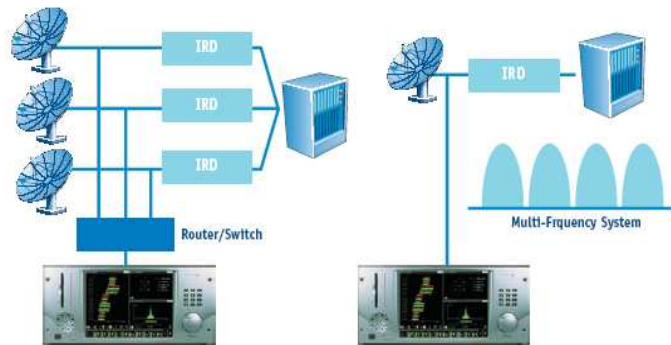 IRD
IRD
IRD
Router/Switch
IRD
Multi-Frquency System